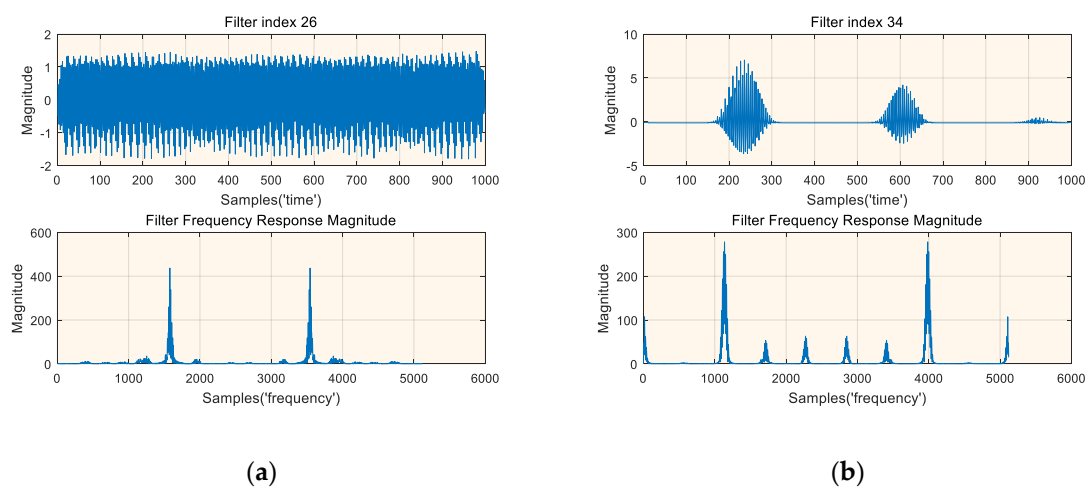 Filter index 26
2
1
0
-1
-2
Magnitude
0 100 200 300 400 500 600 700 800 900 1000
Samples('time')
Filter Frequency Response Magnitude
600
400
200
0
Magnitude
0 1000 2000 3000 4000 5000 6000
Samples('frequency')
(a)
Filter index 34
10
5
0
-5
Magnitude
0 100 200 300 400 500 600 700 800 900 1000
Samples('time')
Filter Frequency Response Magnitude
300
200
100
0
Magnitude
0 1000 2000 3000 4000 5000 6000
Samples('frequency')
(b)